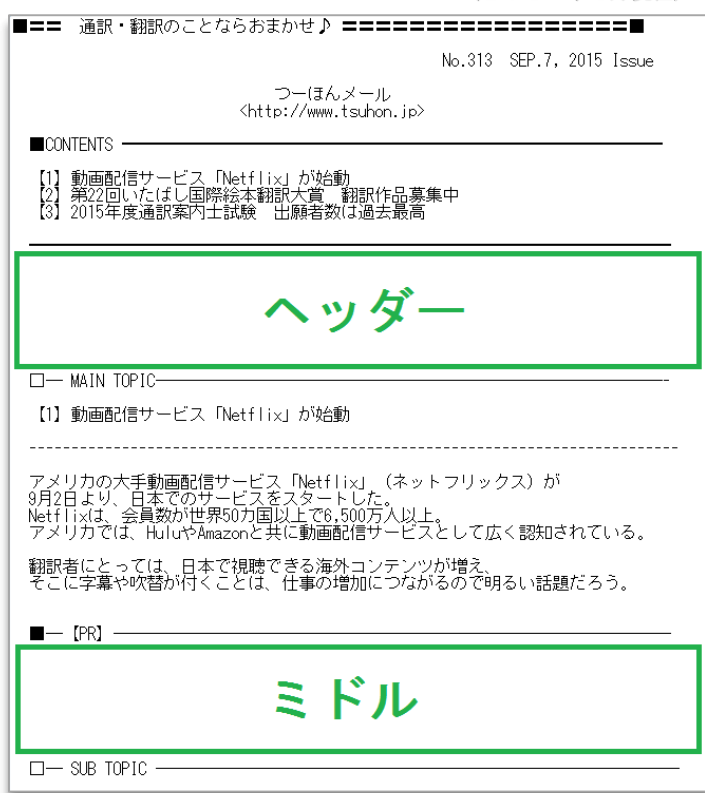 ■== 通訳・翻訳のことならおまかせ♪ =================■
No.313 SEP.7, 2015 Issue
つーほんメール
<http://www.tsuhon.jp>
■CONTENTS
【1】動画配信サービス「Netflix」が始動
【2】第22回いたばし国際絵本翻訳大賞 翻訳作品募集中
【3】2015年度通訳案内士試験 出願者数は過去最高
ヘッダー
□― MAIN TOPIC
【1】動画配信サービス「Netflix」が始動
アメリカの大手動画配信サービス「Netflix」（ネットフリックス）が
9月2日より、日本でのサービスをスタートした。
Netflixは、会員数が世界50カ国以上で6,500万人以上。
アメリカでは、HuluやAmazonと共に動画配信サービスとして広く認知されている。
翻訳者にとっては、日本で視聴できる海外コンテンツが増え、
そこに字幕や吹替が付くことは、仕事の増加につながるので明るい話題だろう。
■―【PR】
ミドル
□― SUB TOPIC